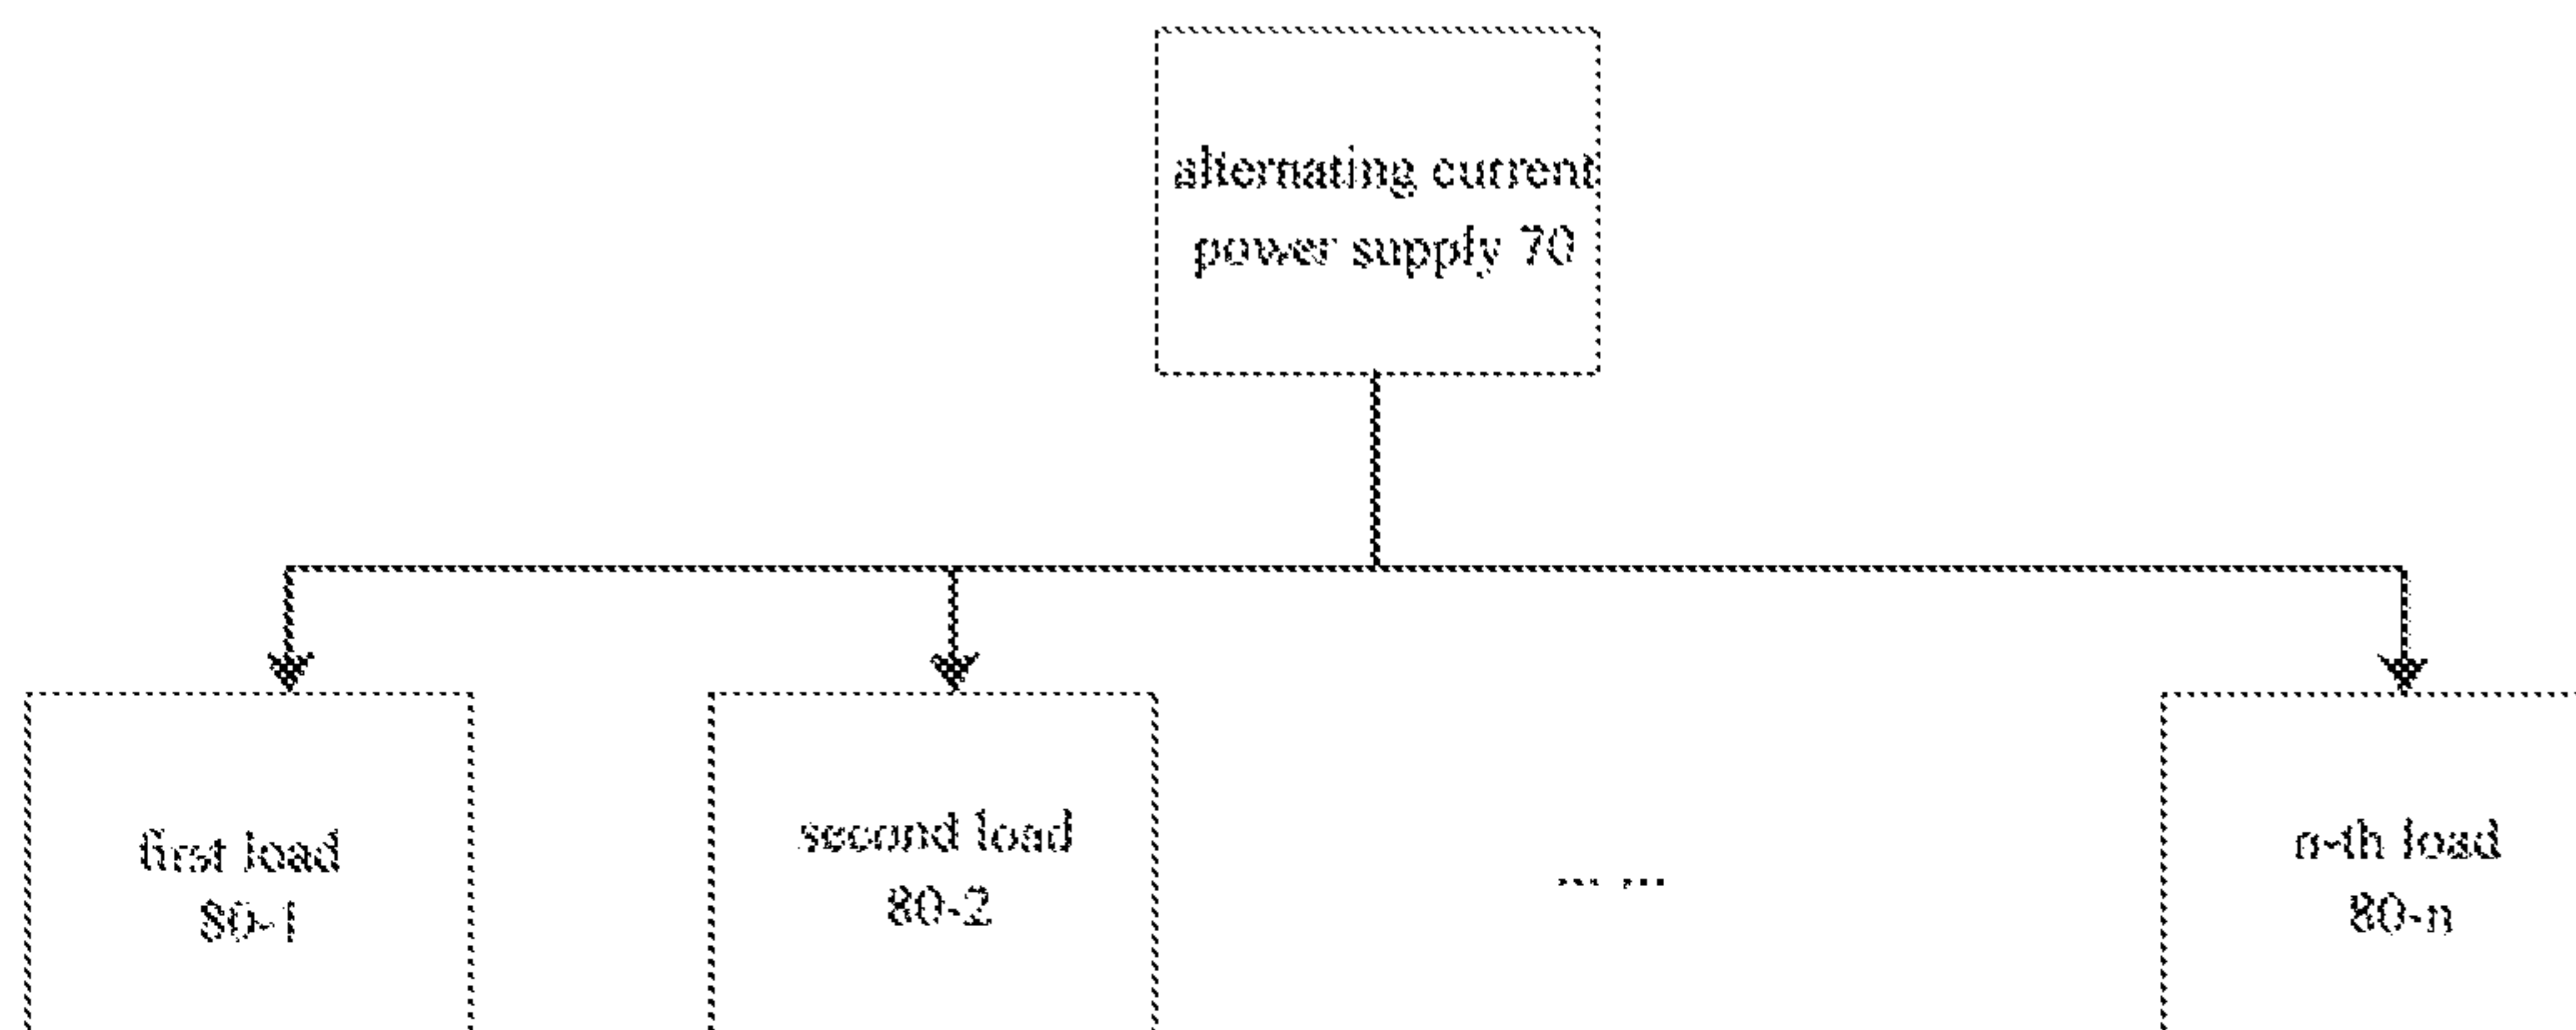 alternating current
power supply 70
first load
80-1
second load
80-2
... ...
n-th load
80-n